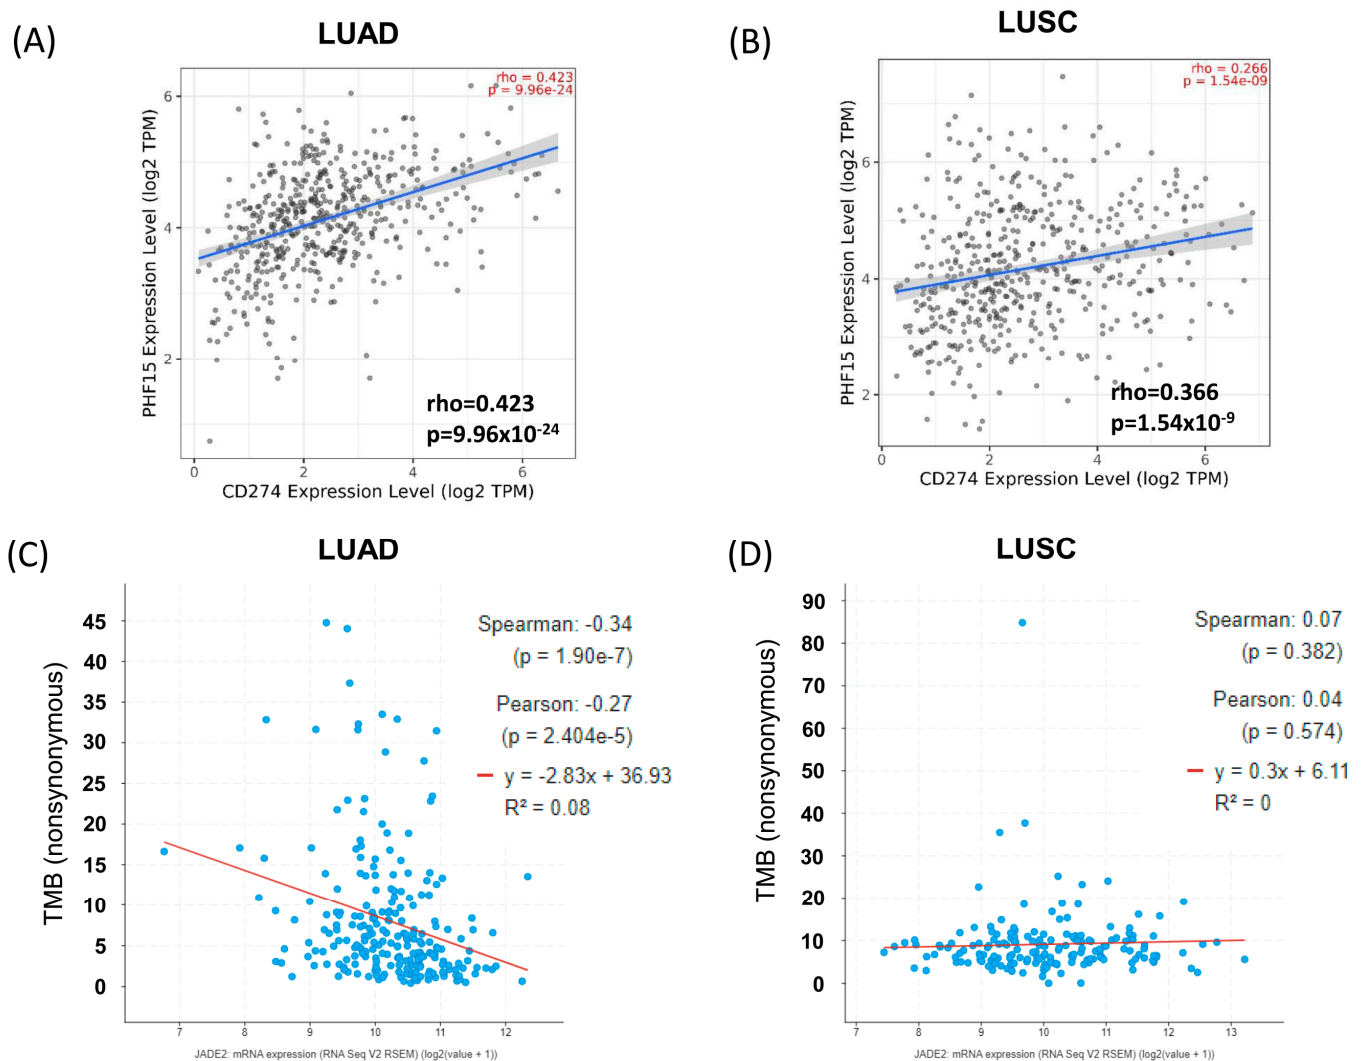 (A)
LUAD
rho = 0.423
p = 9.96e-24
6
4
2
PHF15 Expression Level (log2 TPM)
rho=0.423
p=9.96x10⁻²⁴
0 2 4 6
CD274 Expression Level (log2 TPM)
(B)
LUSC
rho = 0.266
p = 1.54e-09
6
4
2
PHF15 Expression Level (log2 TPM)
rho=0.366
p=1.54x10⁻⁹
0 2 4 6
CD274 Expression Level (log2 TPM)
(C)
LUAD
45
40
35
30
25
20
15
10
5
0
TMB (nonsynonymous)
Spearman: -0.34
(p = 1.90e-7)
Pearson: -0.27
(p = 2.404e-5)
y = -2.83x + 36.93
R² = 0.08
7 8 9 10 11 12
JADE2: mRNA expression (RNA Seq V2 RSEM) (log2(value + 1))
(D)
LUSC
90
80
70
60
50
40
30
20
10
0
TMB (nonsynonymous)
Spearman: 0.07
(p = 0.382)
Pearson: 0.04
(p = 0.574)
y = 0.3x + 6.11
R² = 0
7 8 9 10 11 12 13
JADE2: mRNA expression (RNA Seq V2 RSEM) (log2(value + 1))